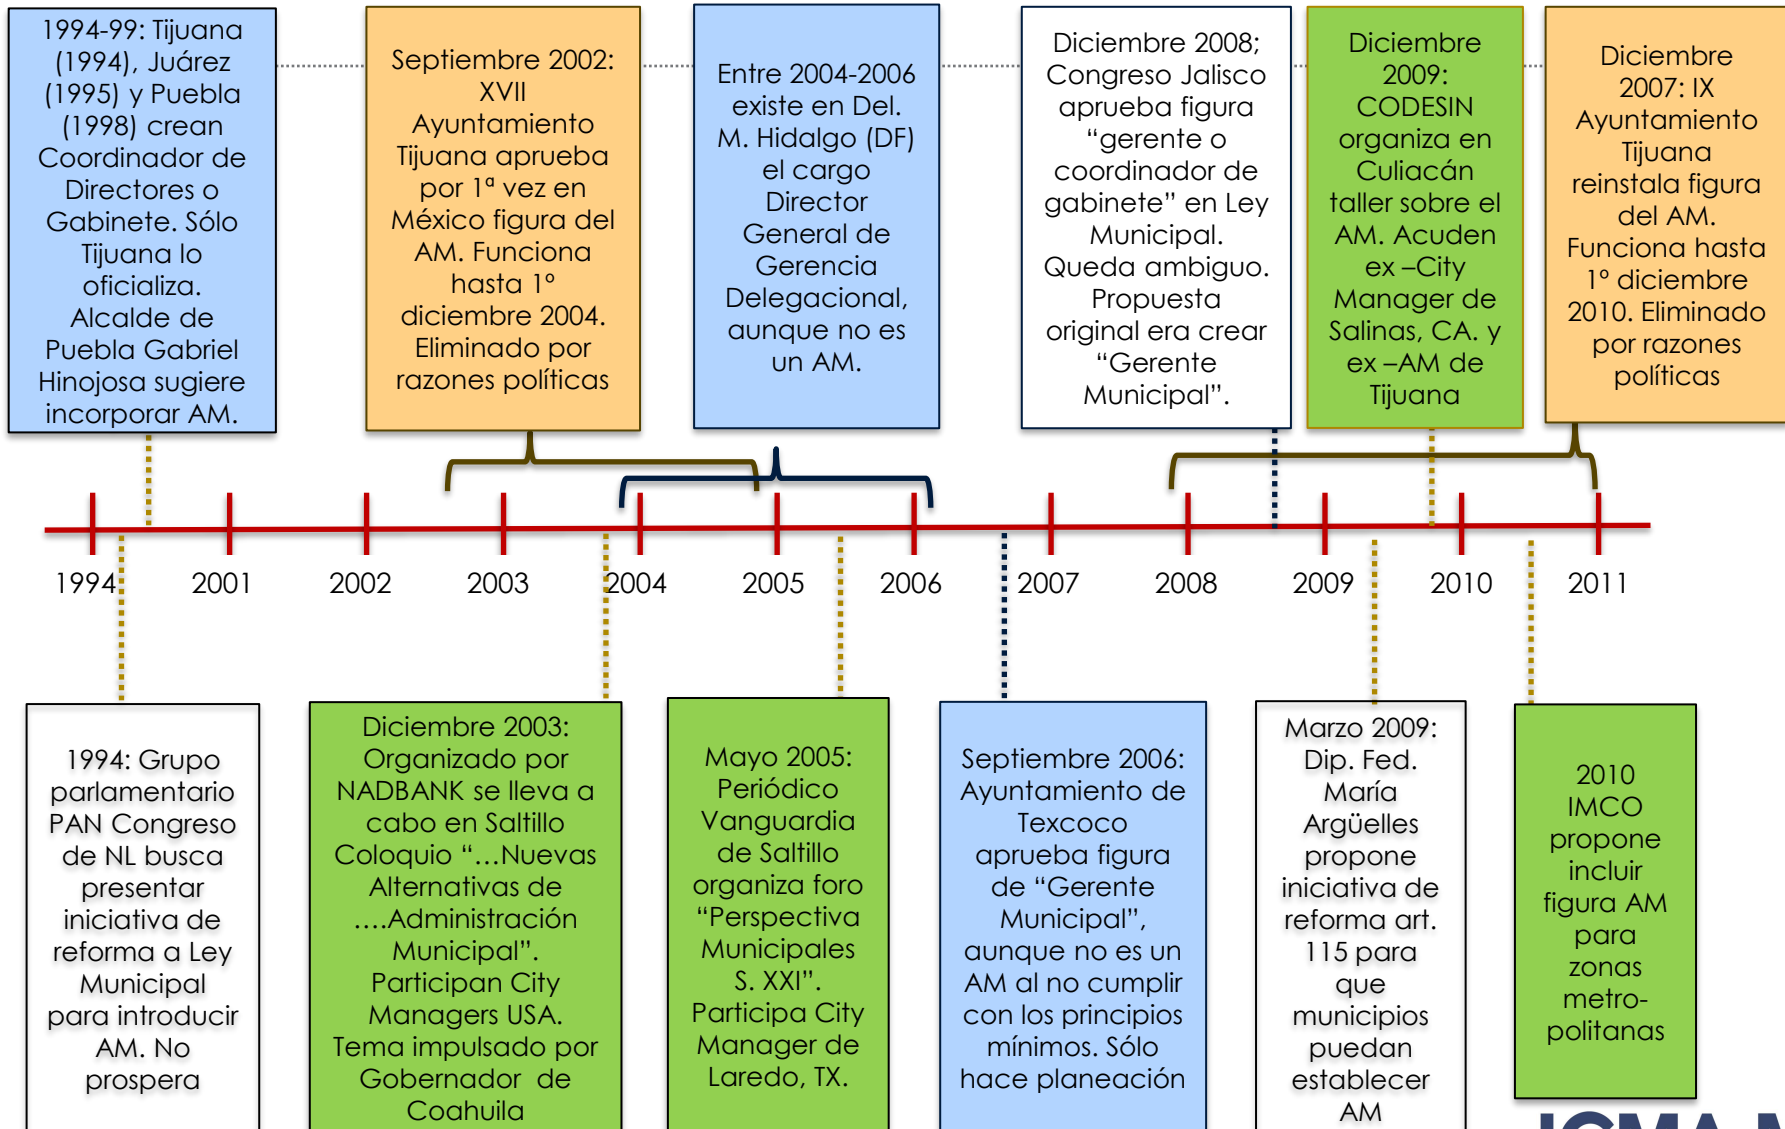 1994-99: Tijuana
(1994), Juárez
(1995) y Puebla
(1998) crean
Coordinador de
Directores o
Gabinete. Sólo
Tijuana lo
oficializa.
Alcalde de
Puebla Gabriel
Hinojosa sugiere
incorporar AM.
Septiembre 2002:
XVII
Ayuntamiento
Tijuana aprueba
por 1ª vez en
México figura del
AM. Funciona
hasta 1º
diciembre 2004.
Eliminado por
razones políticas
Entre 2004-2006
existe en Del.
M. Hidalgo (DF)
el cargo
Director
General de
Gerencia
Delegacional,
aunque no es
un AM.
Diciembre 2008;
Congreso Jalisco
aprueba figura
“gerente o
coordinador de
gabinete” en Ley
Municipal.
Queda ambiguo.
Propuesta
original era crear
“Gerente
Municipal”.
Diciembre
2009:
CODESIN
organiza en
Culiacán
taller sobre el
AM. Acuden
ex –City
Manager de
Salinas, CA. y
ex –AM de
Tijuana
Diciembre
2007: IX
Ayuntamiento
Tijuana
reinstala figura
del AM.
Funciona hasta
1º diciembre
2010. Eliminado
por razones
políticas
1994 2001 2002 2003 2004 2005 2006 2007 2008 2009 2010 2011
1994: Grupo
parlamentario
PAN Congreso
de NL busca
presentar
iniciativa de
reforma a Ley
Municipal
para introducir
AM. No
prospera
Diciembre 2003:
Organizado por
NADBANK se lleva a
cabo en Saltillo
Coloquio “…Nuevas
Alternativas de
….Administración
Municipal”.
Participan City
Managers USA.
Tema impulsado por
Gobernador de
Coahuila
Mayo 2005:
Periódico
Vanguardia
de Saltillo
organiza foro
“Perspectiva
Municipales
S. XXI”.
Participa City
Manager de
Laredo, TX.
Septiembre 2006:
Ayuntamiento de
Texcoco
aprueba figura
de “Gerente
Municipal”,
aunque no es un
AM al no cumplir
con los principios
mínimos. Sólo
hace planeación
Marzo 2009:
Dip. Fed.
María
Argüelles
propone
iniciativa de
reforma art.
115 para
que
municipios
puedan
establecer
AM
2010
IMCO
propone
incluir
figura AM
para
zonas
metro-
politanas